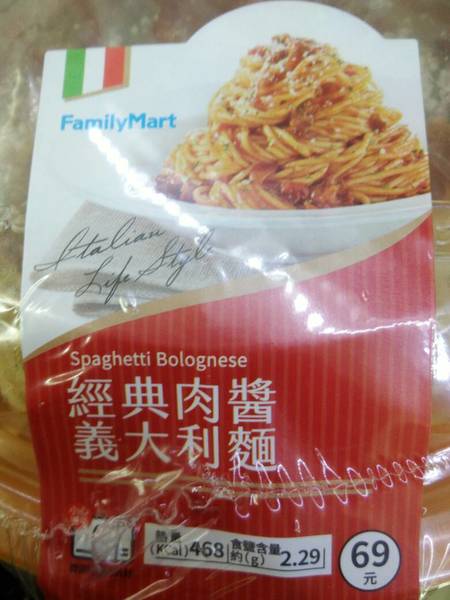 FamilyMart
Italian
Life Style
Spaghetti Bolognese
經典肉醬
義大利麵
熱量
(Kcal) 468
食鹽含量
約(g) 2.29
69
元